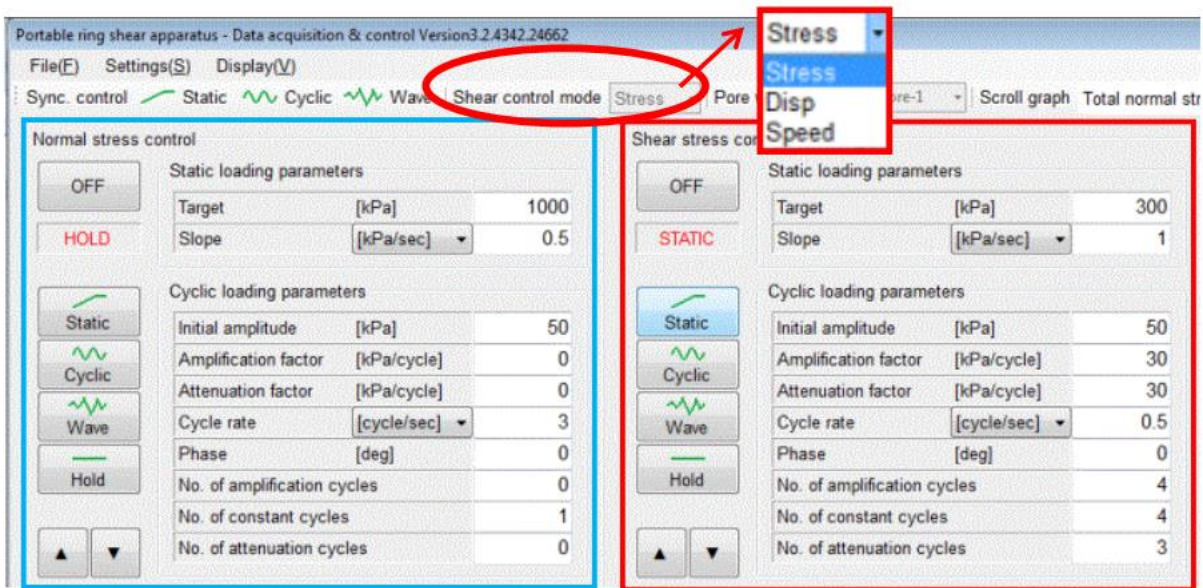 Portable ring shear apparatus - Data acquisition & control Version3.2.4342.24662
File(F) Settings(S) Display(V)
Sync. control Static Cyclic Wave Shear control mode Stress Pore re-1 Scroll graph Total normal str
Stress
Stress
Disp
Speed
Normal stress control
OFF
HOLD
Static loading parameters
Target [kPa] 1000
Slope [kPa/sec] 0.5
Static
Cyclic
Wave
Hold
▲ ▼
Cyclic loading parameters
Initial amplitude [kPa] 50
Amplification factor [kPa/cycle] 0
Attenuation factor [kPa/cycle] 0
Cycle rate [cycle/sec] 3
Phase [deg] 0
No. of amplification cycles 0
No. of constant cycles 1
No. of attenuation cycles 0
Shear stress con
OFF
STATIC
Static loading parameters
Target [kPa] 300
Slope [kPa/sec] 1
Static
Cyclic
Wave
Hold
▲ ▼
Cyclic loading parameters
Initial amplitude [kPa] 50
Amplification factor [kPa/cycle] 30
Attenuation factor [kPa/cycle] 30
Cycle rate [cycle/sec] 0.5
Phase [deg] 0
No. of amplification cycles 4
No. of constant cycles 4
No. of attenuation cycles 3